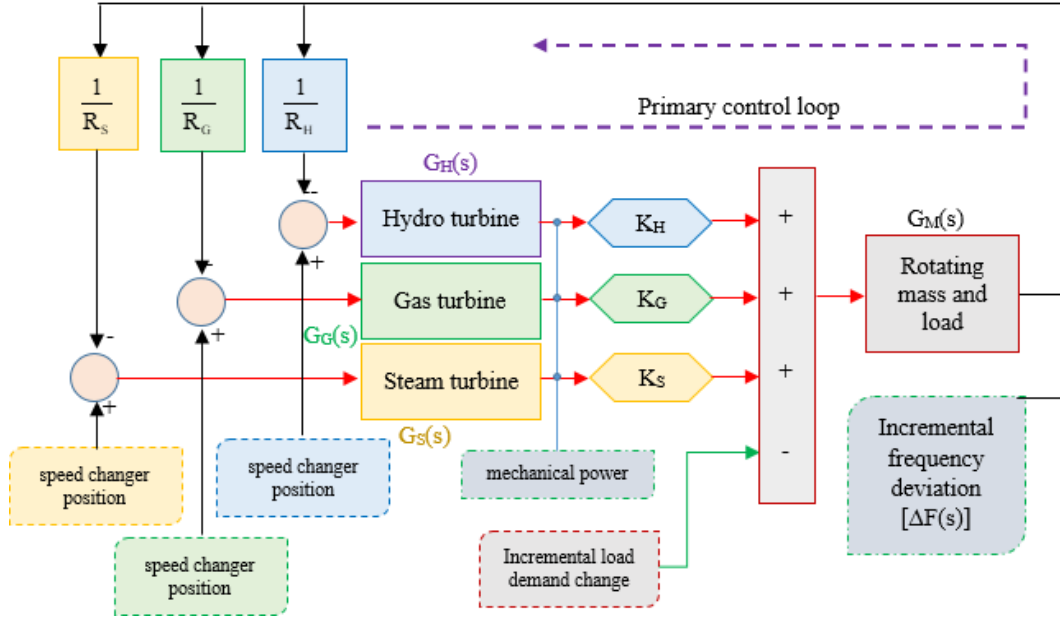 1
R_S
1
R_G
1
R_H
Primary control loop
G_H(s)
--
+
Hydro turbine
K_H
+
G_M(s)
Rotating
mass and
load
-
+
Gas turbine
K_G
+
G_G(s)
-
+
Steam turbine
K_S
+
G_S(s)
-
speed changer
position
speed changer
position
mechanical power
Incremental
frequency
deviation
[ΔF(s)]
speed changer
position
Incremental load
demand change